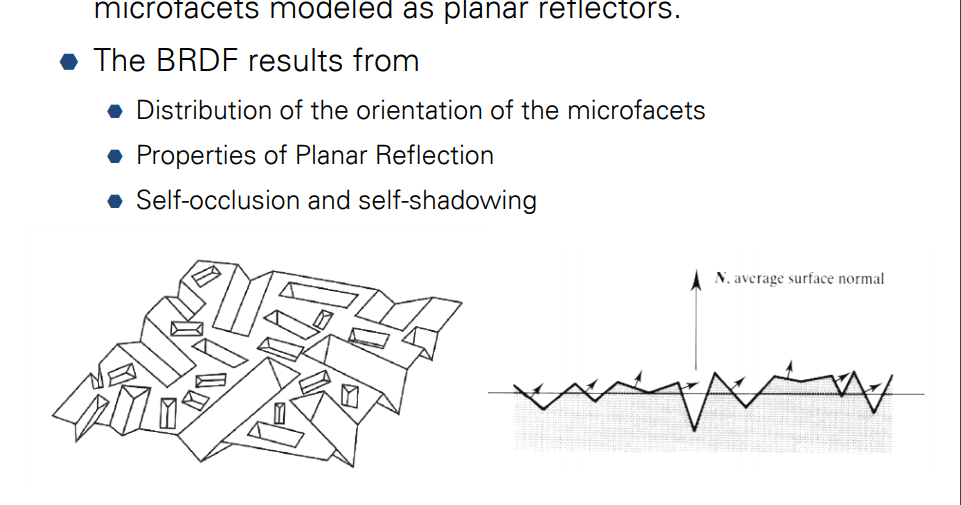 microfacets modeled as planar reflectors.
The BRDF results from
Distribution of the orientation of the microfacets
Properties of Planar Reflection
Self-occlusion and self-shadowing
N. average surface normal